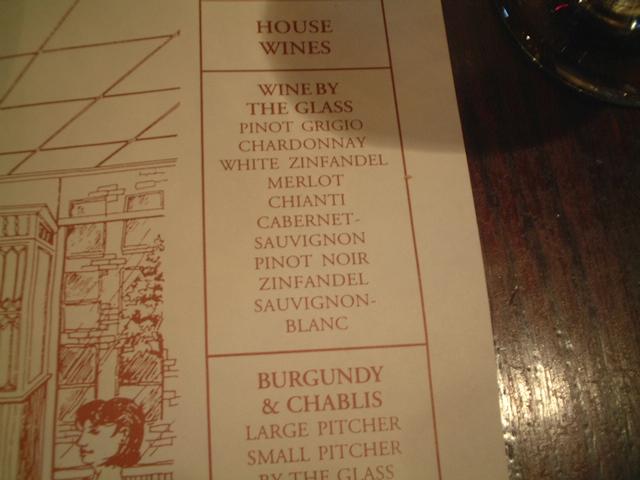 HOUSE
WINES
WINE BY
THE GLASS
PINOT GRIGIO
CHARDONNAY
WHITE ZINFANDEL
MERLOT
CHIANTI
CABERNET-
SAUVIGNON
PINOT NOIR
ZINFANDEL
SAUVIGNON-
BLANC
BURGUNDY
& CHABLIS
LARGE PITCHER
SMALL PITCHER
BY THE GLASS